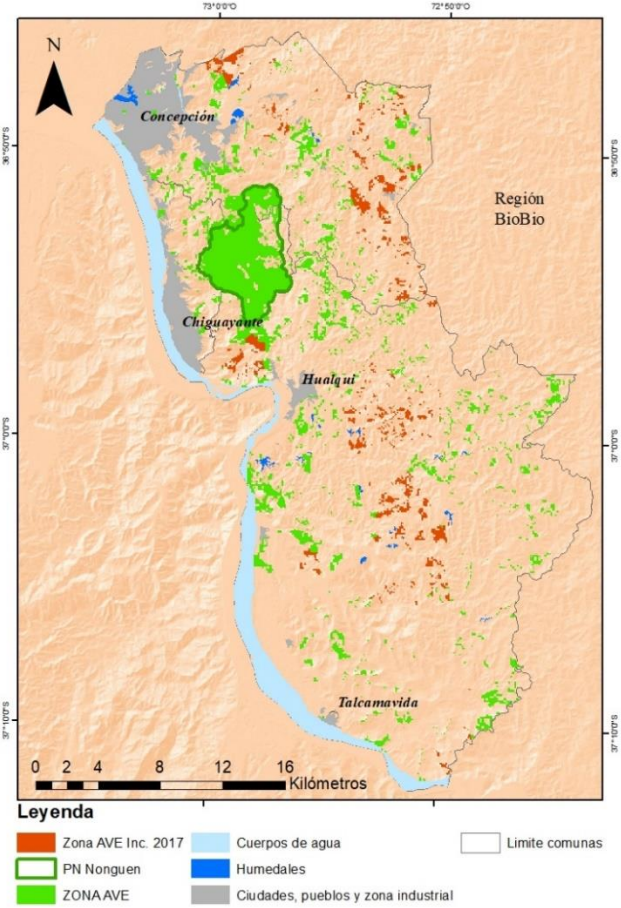 73°0'0"O
72°50'0"O
N
Concepción
36°50'0"S
36°50'0"S
Región
BioBio
Chiguayante
Hualqui
37°0'0"S
37°0'0"S
Talcamavida
37°10'0"S
37°10'0"S
0 2 4 8 12 16
Kilómetros
Leyenda
Zona AVE Inc. 2017
Cuerpos de agua
Limite comunas
PN Nonguen
Humedales
ZONA AVE
Ciudades, pueblos y zona industrial